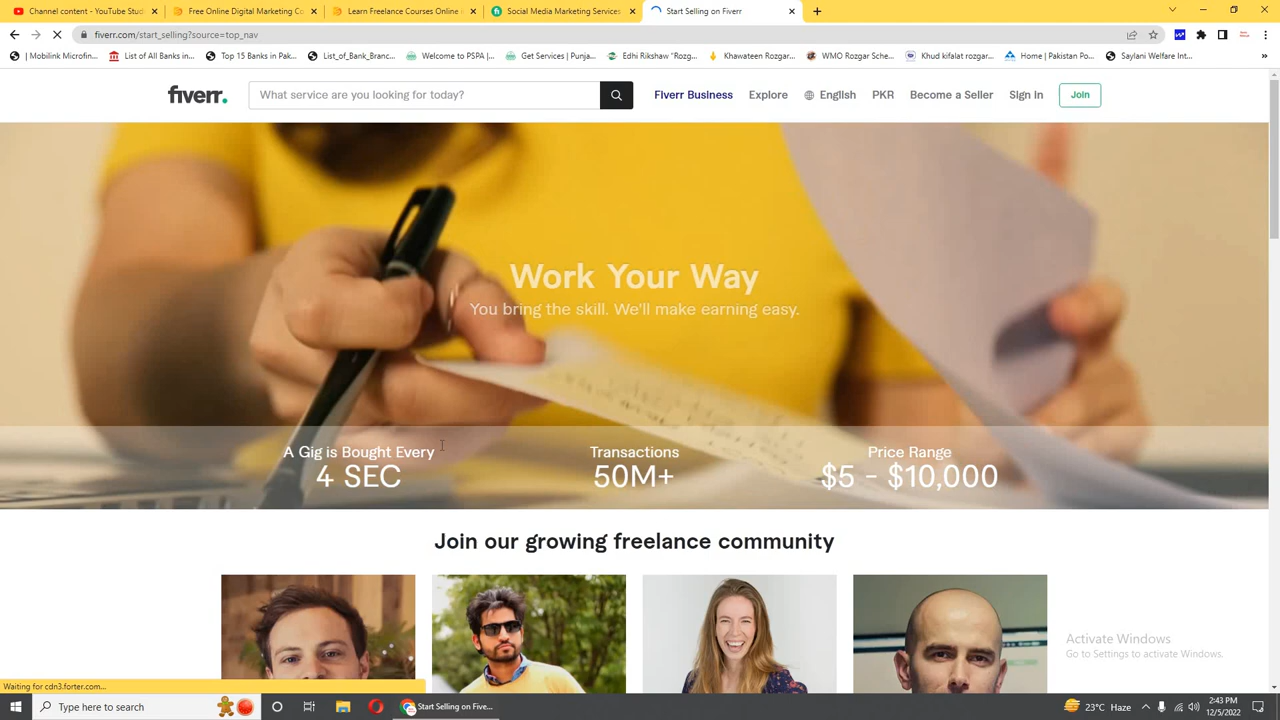 Channel content - YouTube Stud
Free Online Digital Marketing Co
Learn Freelance Courses Online i
Social Media Marketing Services
Start Selling on Fiverr
fiverr.com/start_selling?source=top_nav
| Mobilink Microfin...
List of All Banks in...
Top 15 Banks in Pak...
List_of_Bank_Branc...
Welcome to PSPA |...
Get Services | Punja...
Edhi Rikshaw "Rozg...
Khawateen Rozgar...
WMO Rozgar Sche...
Khud kifalat rozgar...
Home | Pakistan Po...
Saylani Welfare Int...
fiverr.
What service are you looking for today?
Fiverr Business
Explore
English
PKR
Become a Seller
Sign In
Join
Work Your Way
You bring the skill. We'll make earning easy.
A Gig is Bought Every
4 SEC
Transactions
50M+
Price Range
$5 - $10,000
Join our growing freelance community
Activate Windows
Go to Settings to activate Windows.
Waiting for cdn3.forter.com...
Type here to search
Start Selling on Five...
23°C Haze
2:43 PM
12/5/2022